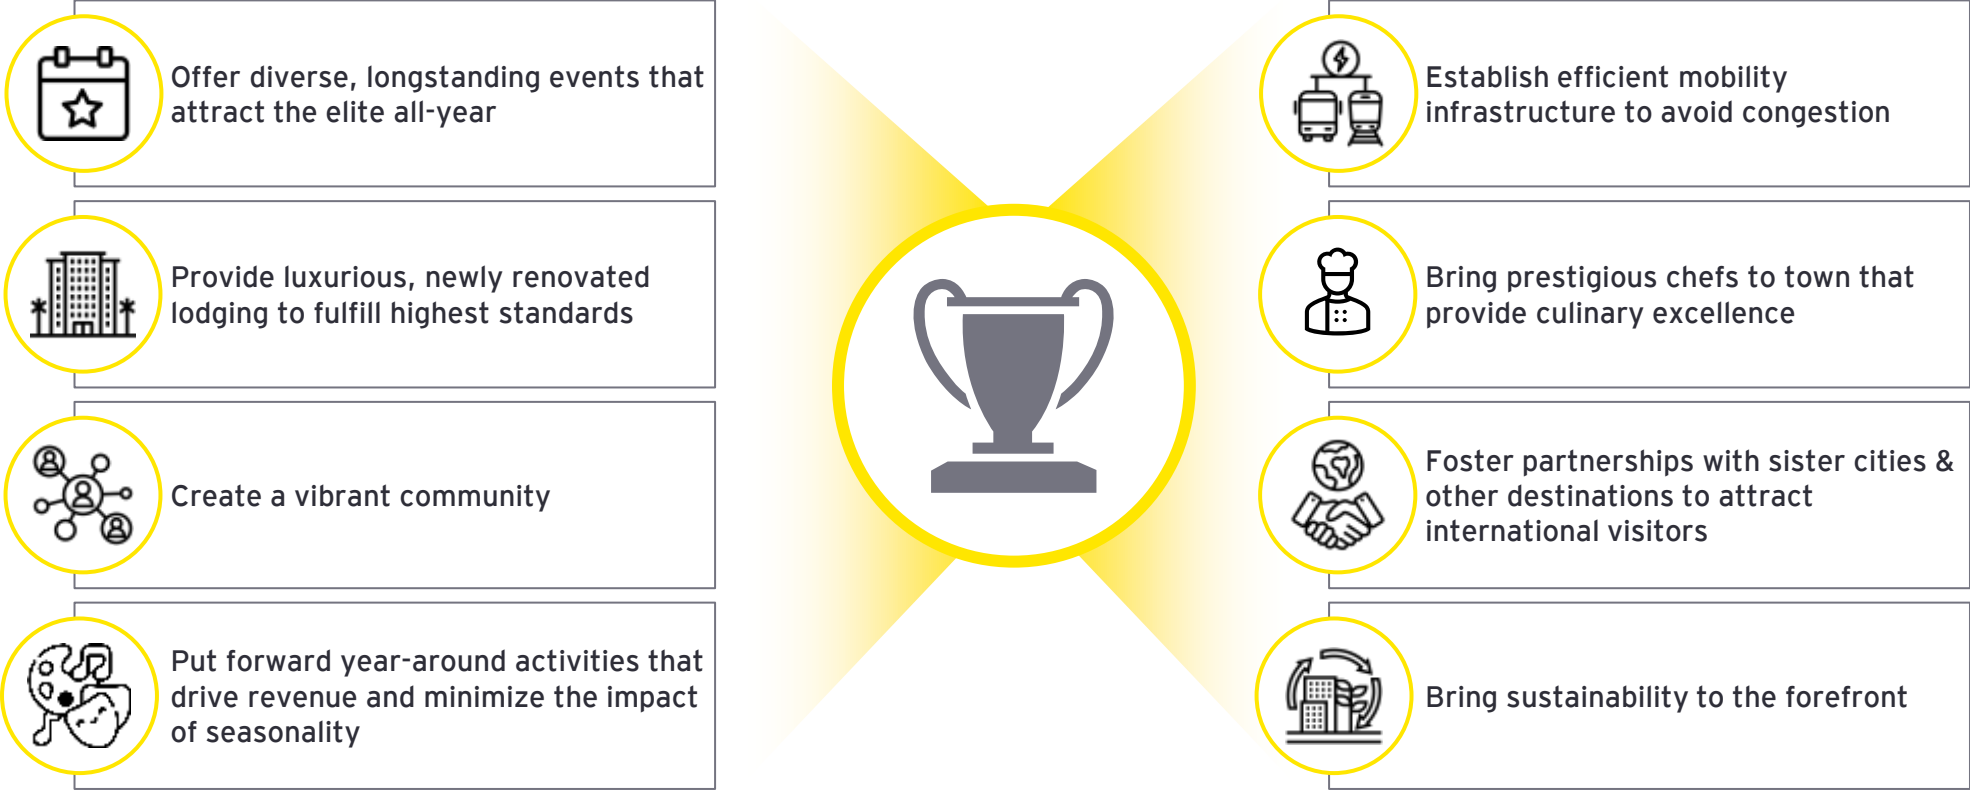 Offer diverse, longstanding events that
attract the elite all-year
Provide luxurious, newly renovated
lodging to fulfill highest standards
Create a vibrant community
Put forward year-around activities that
drive revenue and minimize the impact
of seasonality
Establish efficient mobility
infrastructure to avoid congestion
Bring prestigious chefs to town that
provide culinary excellence
Foster partnerships with sister cities &
other destinations to attract
international visitors
Bring sustainability to the forefront